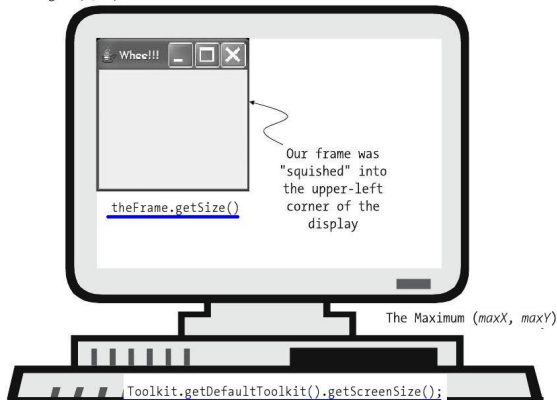 Whee!!!
Our frame was
"squished" into
the upper-left
corner of the
display
theFrame.getSize()
The Maximum (maxX, maxY)
Toolkit.getDefaultToolkit().getScreenSize();